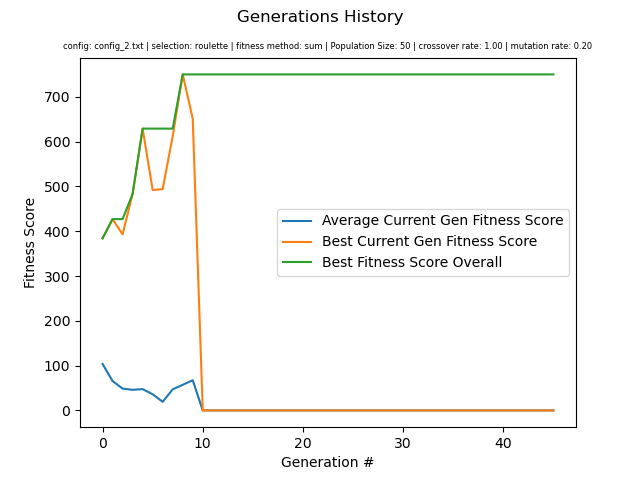 Generations History
config: config_2.txt | selection: roulette | fitness method: sum | Population Size: 50 | crossover rate: 1.00 | mutation rate: 0.20
700
600
500
400
300
200
100
0
Fitness Score
Average Current Gen Fitness Score
Best Current Gen Fitness Score
Best Fitness Score Overall
0 10 20 30 40
Generation #